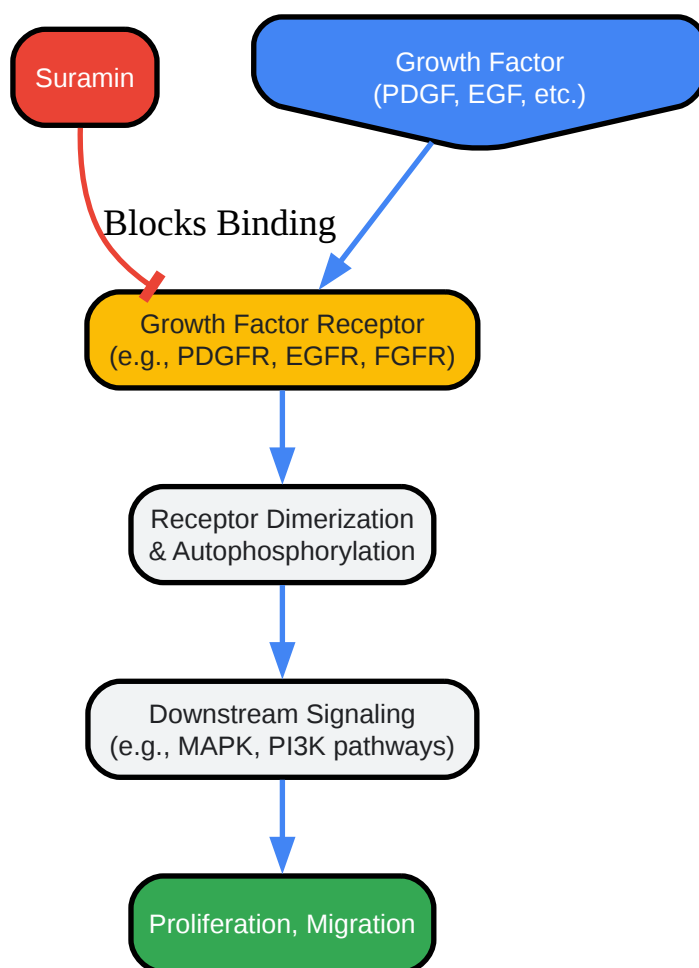 Suramin
Growth Factor
(PDGF, EGF, etc.)
Blocks Binding
Growth Factor Receptor
(e.g., PDGFR, EGFR, FGFR)
Receptor Dimerization
& Autophosphorylation
Downstream Signaling
(e.g., MAPK, PI3K pathways)
Proliferation, Migration